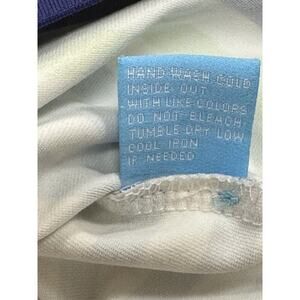 HAND WASH COLD
INSIDE OUT
WITH LIKE COLORS
DO NOT BLEACH
TUMBLE DRY LOW
COOL IRON
IF NEEDED